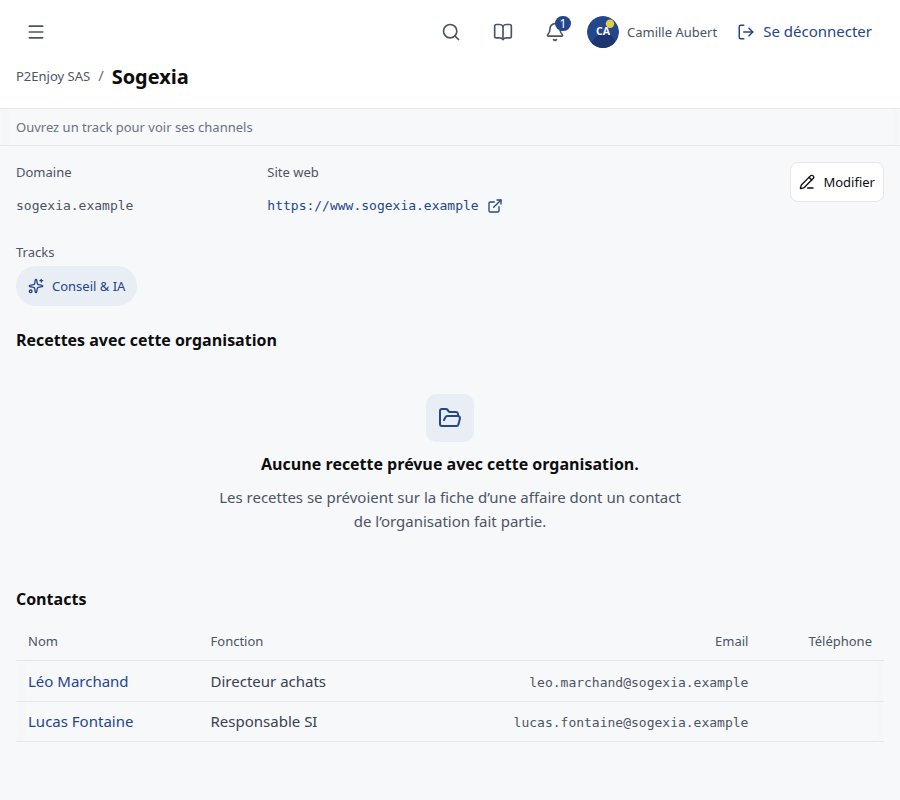 1
CA
Camille Aubert
Se déconnecter
P2Enjoy SAS / Sogexia
Ouvrez un track pour voir ses channels
Domaine
Site web
Modifier
sogexia.example
https://www.sogexia.example
Tracks
Conseil & IA
Recettes avec cette organisation
Aucune recette prévue avec cette organisation.
Les recettes se prévoient sur la fiche d’une affaire dont un contact
de l’organisation fait partie.
Contacts
Nom Fonction Email Téléphone
Léo Marchand Directeur achats leo.marchand@sogexia.example
Lucas Fontaine Responsable SI lucas.fontaine@sogexia.example